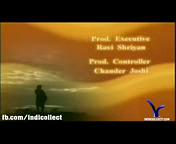 Prod. Executive
Ravi Shriyan
Prod. Controller
Chander Joshi
fb.com/indicollect